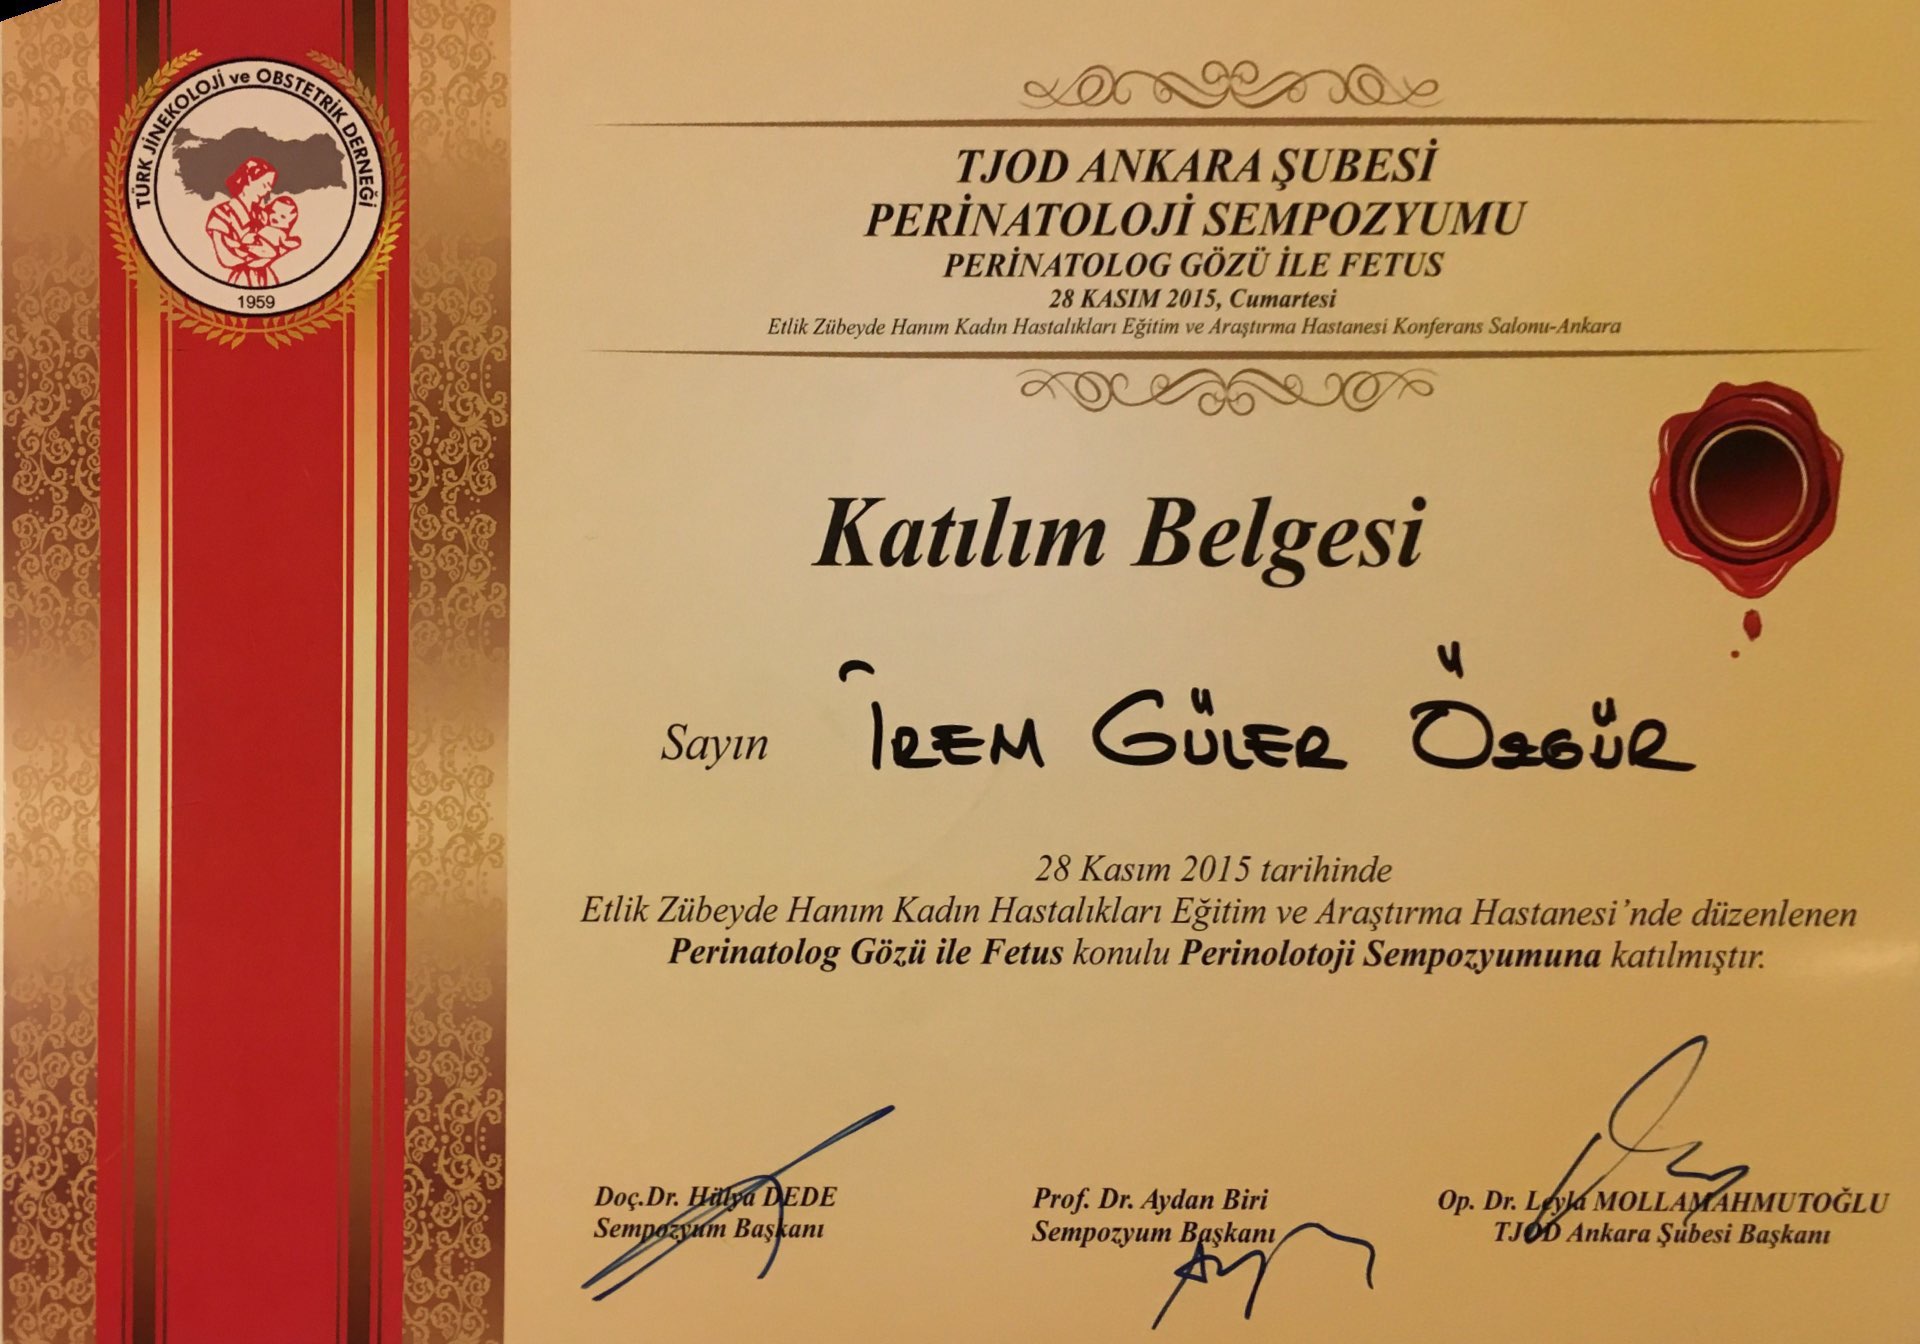 TÜRK JİNEKOLOJİ ve OBSTETRİK DERNEĞİ
1959
TJOD ANKARA ŞUBESİ
PERİNATOLOJİ SEMPOZYUMU
PERİNATOLOG GÖZÜ İLE FETUS
28 KASIM 2015, Cumartesi
Etlik Zübeyde Hanım Kadın Hastalıkları Eğitim ve Araştırma Hastanesi Konferans Salonu-Ankara
Katılım Belgesi
Sayın İREM GÜLER ÖZGÜR
28 Kasım 2015 tarihinde
Etlik Zübeyde Hanım Kadın Hastalıkları Eğitim ve Araştırma Hastanesi’nde düzenlenen
Perinatolog Gözü ile Fetus konulu Perinolotoji Sempozyumuna katılmıştır.
Doç.Dr. Hülya DEDE
Sempozyum Başkanı
Prof. Dr. Aydan Biri
Sempozyum Başkanı
Op. Dr. Leyla MOLLAMAHMUTOĞLU
TJOD Ankara Şubesi Başkanı